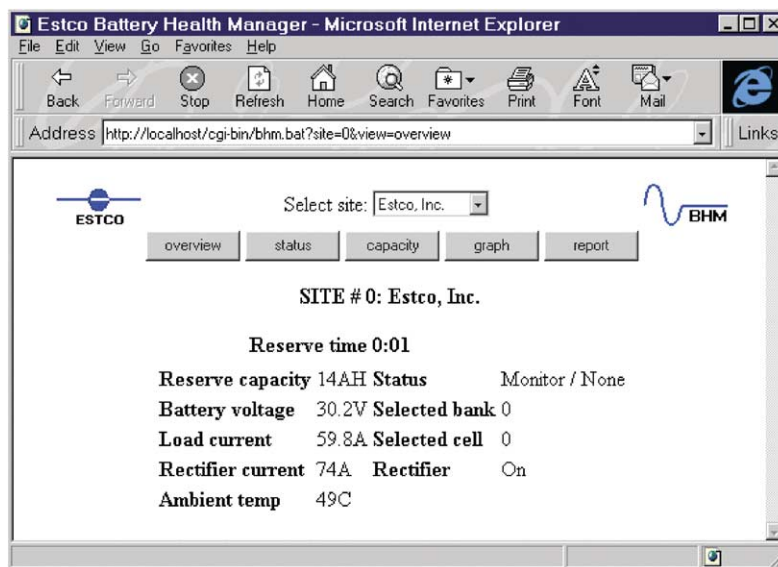 Estco Battery Health Manager - Microsoft Internet Explorer
File Edit View Go Favorites Help
Back Forward Stop Refresh Home Search Favorites Print Font Mail
Address http://localhost/cgi-bin/bhm.bat?site=0&view=overview Links
ESTCO Select site: Estco, Inc. BHM
overview status capacity graph report
SITE # 0: Estco, Inc.
Reserve time 0:01
Reserve capacity 14AH Status Monitor / None
Battery voltage 30.2V Selected bank 0
Load current 59.8A Selected cell 0
Rectifier current 74A Rectifier On
Ambient temp 49C